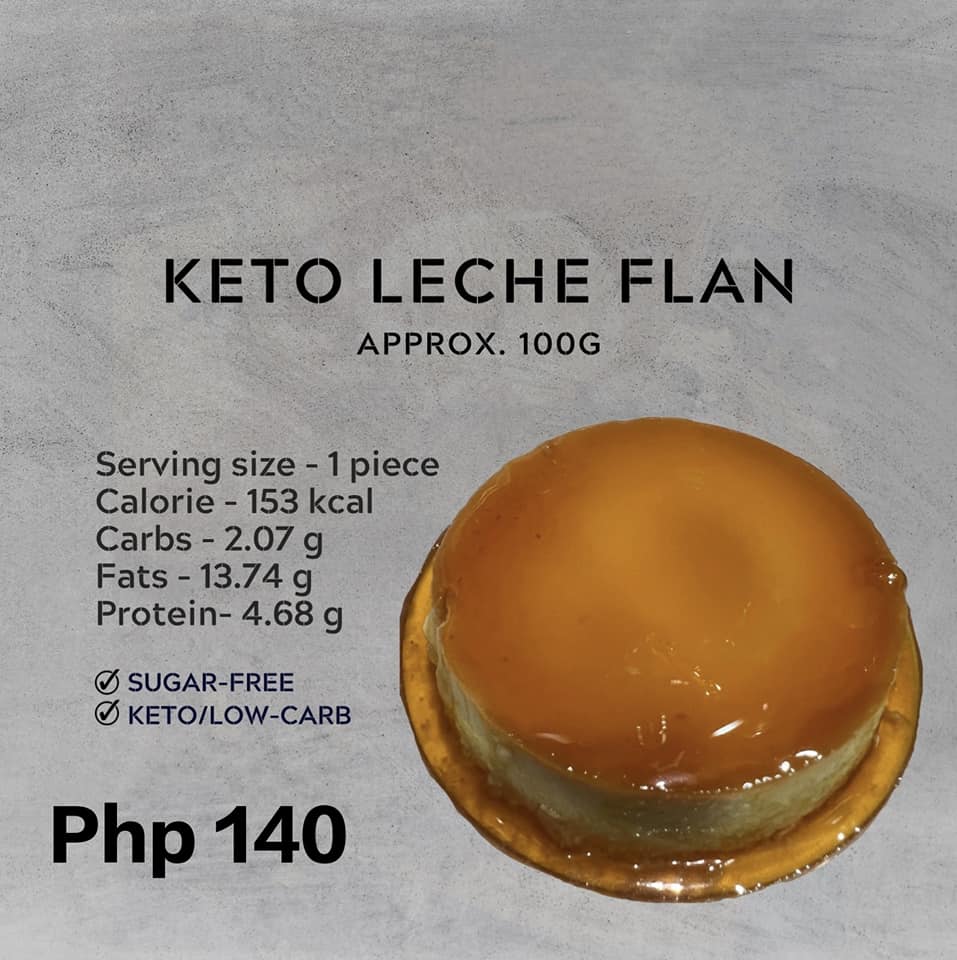 KETO LECHE FLAN
APPROX. 100G
Serving size - 1 piece
Calorie - 153 kcal
Carbs - 2.07 g
Fats - 13.74 g
Protein- 4.68 g
SUGAR-FREE
KETO/LOW-CARB
Php 140